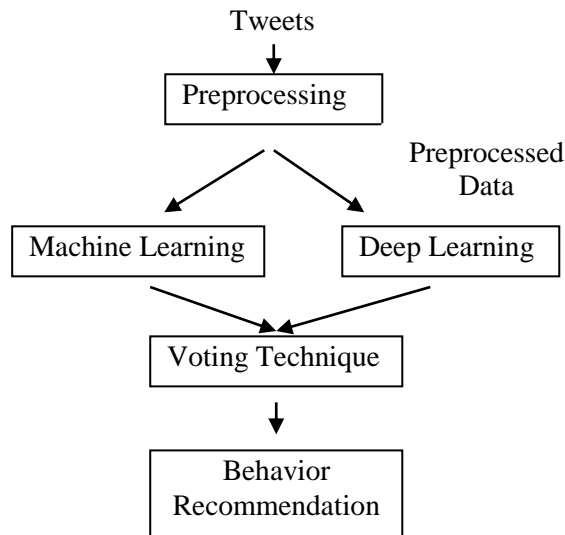 Tweets
Preprocessing
Preprocessed
Data
Machine Learning
Deep Learning
Voting Technique
Behavior
Recommendation